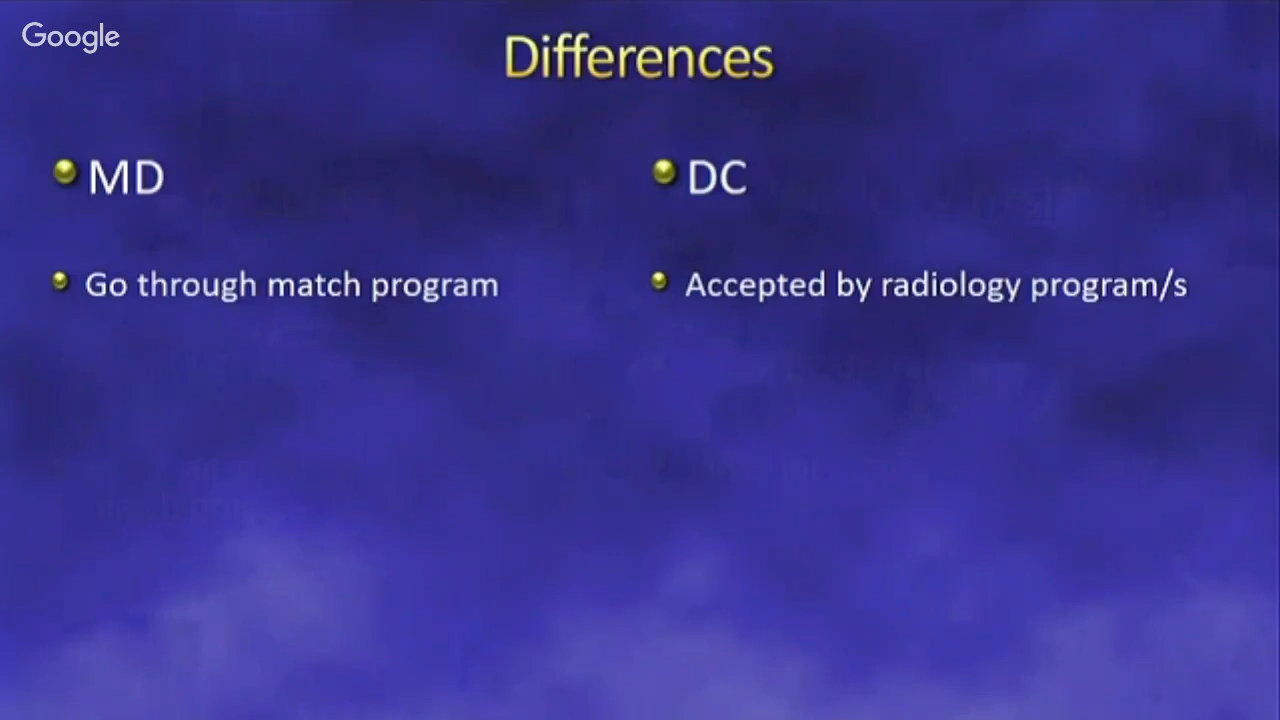 Google
Differences
MD
DC
Go through match program
Accepted by radiology program/s